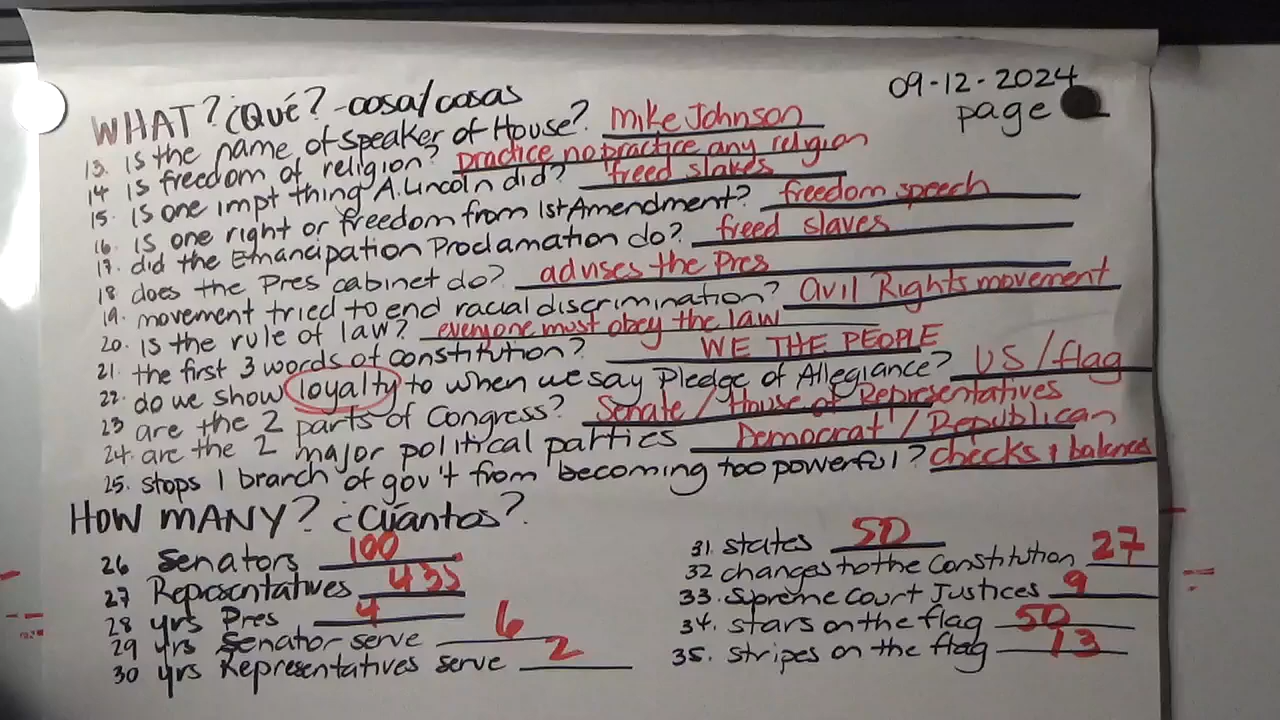 09-12-2024
page
WHAT? ¿Qué? -cosa/cosas
13. is the name of speaker of House? Mike Johnson
14 is freedom of religion? practice no practice any religion
15. is one impt thing A. Lincoln did? freed slakes
16. is one right or freedom from 1st Amendment? freedom speech
17. did the Emancipation Proclamation do? freed slaves
18 does the Pres cabinet do? advises the Pres
19. movement tried to end racial discrimination? Civil Rights movement
20. is the rule of law? everyone must obey the law
21. the first 3 words of constitution? WE THE PEOPLE
22. do we show loyalty to when we say Pledge of Allegiance? US/flag
23 are the 2 parts of Congress? Senate / House of Representatives
24. are the 2 major political parties Democrat / Republican
25. stops 1 branch of gov't from becoming too powerful? checks & balances
HOW MANY? ¿Cuántos?
26 Senators 100
27 Representatives 435
28 yrs Pres 4
29 yrs Senator serve 6
30 yrs Representatives serve 2
31. states 50
32 changes to the Constitution 27
33. Supreme Court Justices 9
34. stars on the flag 50
35. stripes on the flag 13